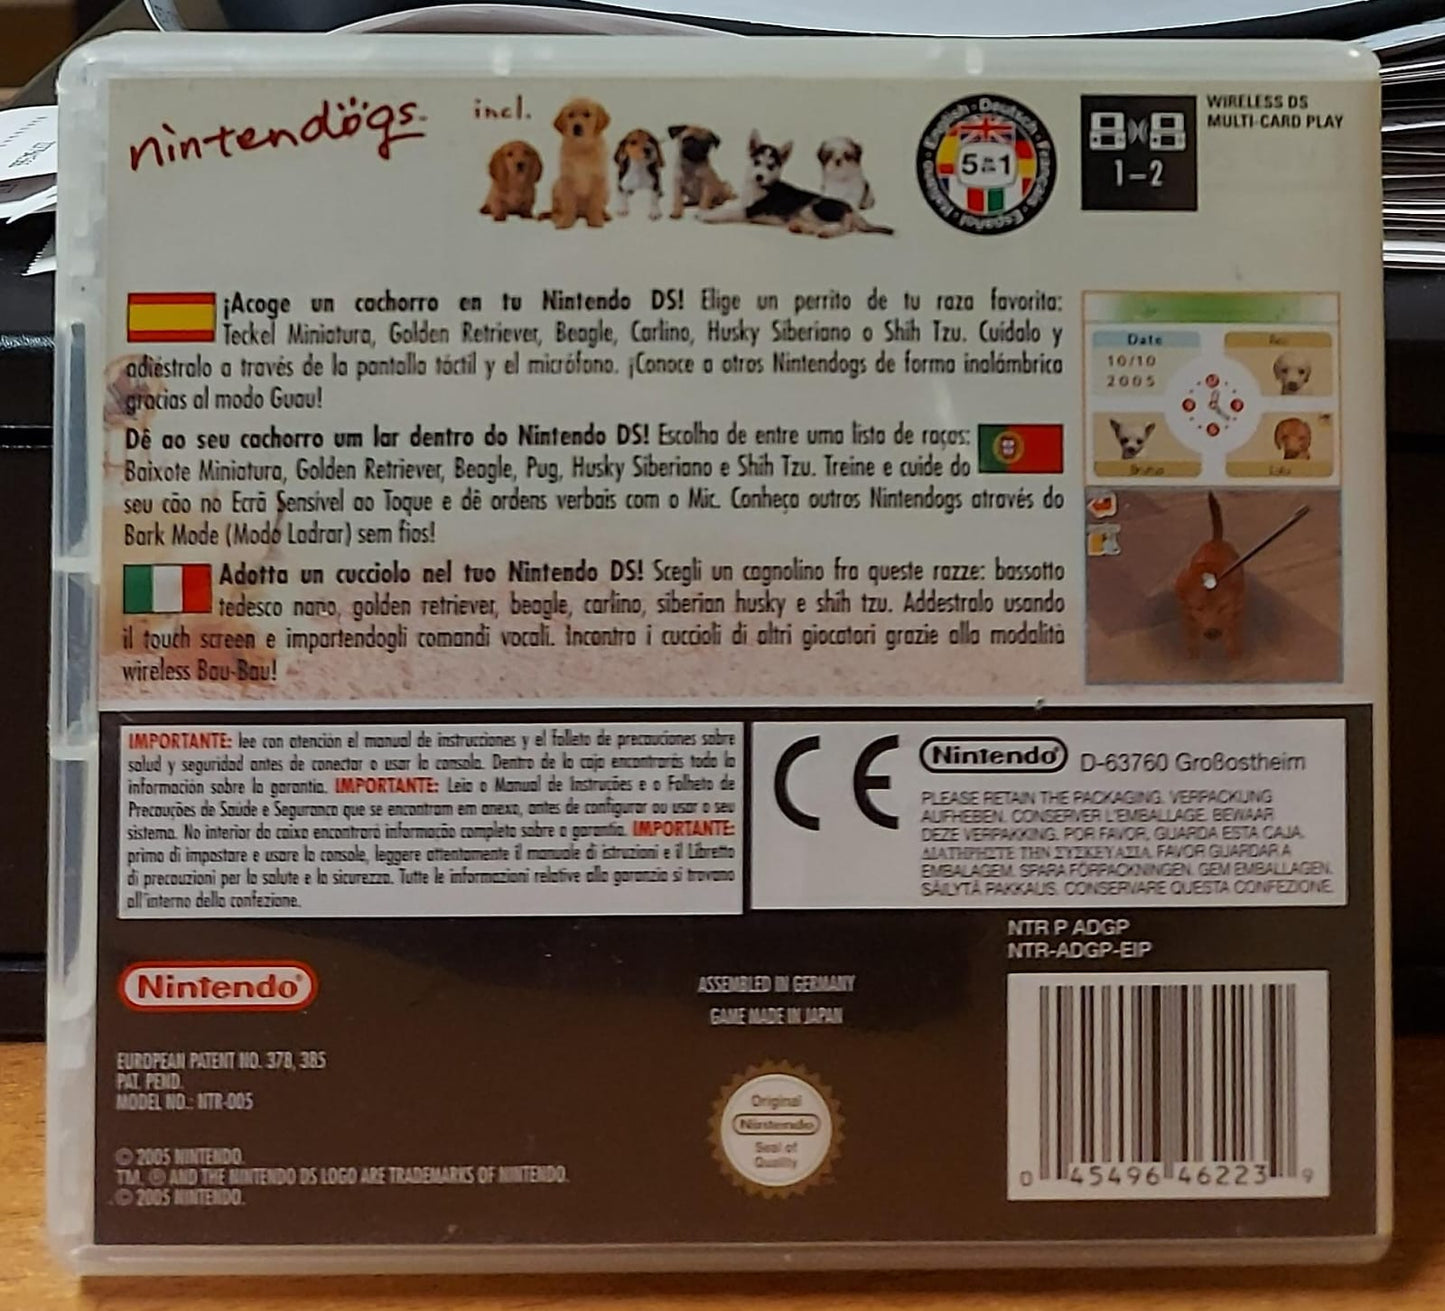 nintendogs
incl.
English · Deutsch · Français · Español · Italiano
5 in 1
1-2
WIRELESS DS
MULTI-CARD PLAY
¡Acoge un cachorro en tu Nintendo DS! Elige un perrito de tu raza favorita:
Teckel Miniatura, Golden Retriever, Beagle, Carlino, Husky Siberiano o Shih Tzu. Cuídalo y
adiéstralo a través de la pantalla táctil y el micrófono. ¡Conoce a otros Nintendogs de forma inalámbrica
gracias al modo Guau!
Dê ao seu cachorro um lar dentro do Nintendo DS! Escolha de entre uma lista de raças:
Baixote Miniatura, Golden Retriever, Beagle, Pug, Husky Siberiano e Shih Tzu. Treine e cuide do
seu cão no Ecrã Sensível ao Toque e dê ordens verbais com o Mic. Conheça outros Nintendogs através do
Bark Mode (Modo Ladrar) sem fios!
Adotta un cucciolo nel tuo Nintendo DS! Scegli un cagnolino fra queste razze: bassotto
tedesco nano, golden retriever, beagle, carlino, siberian husky e shih tzu. Addestralo usando
il touch screen e impartendogli comandi vocali. Incontra i cuccioli di altri giocatori grazie alla modalità
wireless Bau-Bau!
Date
10/10
2005
IMPORTANTE: lee con atención el manual de instrucciones y el folleto de precauciones sobre
salud y seguridad antes de conectar o usar la consola. Dentro de la caja encontrarás toda la
información sobre la garantía. IMPORTANTE: Leia o Manual de Instruções e o Folheto de
Precauções de Saúde e Segurança que se encontram em anexo, antes de configurar ou usar o seu
sistema. No interior da caixa encontrará informação completa sobre a garantia. IMPORTANTE:
prima di impostare e usare la console, leggere attentamente il manuale di istruzioni e il Libretto
di precauzioni per la salute e la sicurezza. Tutte le informazioni relative alla garanzia si trovano
all'interno della confezione.
CE
Nintendo® D-63760 Großostheim
PLEASE RETAIN THE PACKAGING. VERPACKUNG
AUFHEBEN. CONSERVER L'EMBALLAGE. BEWAAR
DEZE VERPAKKING. POR FAVOR, GUARDA ESTA CAJA.
ΔΙΑΤΗΡΗΣΤΕ ΤΗΝ ΣΥΣΚΕΥΑΣΙΑ. FAVOR GUARDAR A
EMBALAGEM. SPARA FÖRPACKNINGEN. GEM EMBALLAGEN.
SÄILYTÄ PAKKAUS. CONSERVARE QUESTA CONFEZIONE.
NTR P ADGP
NTR-ADGP-EIP
Nintendo®
ASSEMBLED IN GERMANY
GAME MADE IN JAPAN
EUROPEAN PATENT NO. 378, 385
PAT. PEND.
MODEL NO.: NTR-005
Original
Nintendo
Seal of
Quality
© 2005 NINTENDO.
TM, ® AND THE NINTENDO DS LOGO ARE TRADEMARKS OF NINTENDO.
© 2005 NINTENDO.
0 45496 46223 9